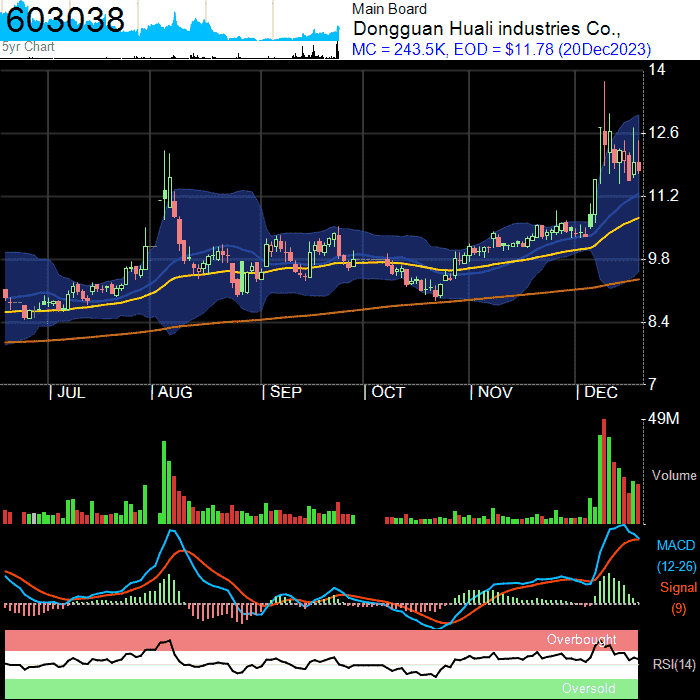 603038
5yr Chart
Main Board
Dongguan Huali industries Co.,
MC = 243.5K, EOD = $11.78 (20Dec2023)
14
12.6
11.2
9.8
8.4
7
| JUL | AUG | SEP | OCT | NOV | DEC
49M
Volume
MACD
(12-26)
Signal
(9)
Overbought
RSI(14)
Oversold